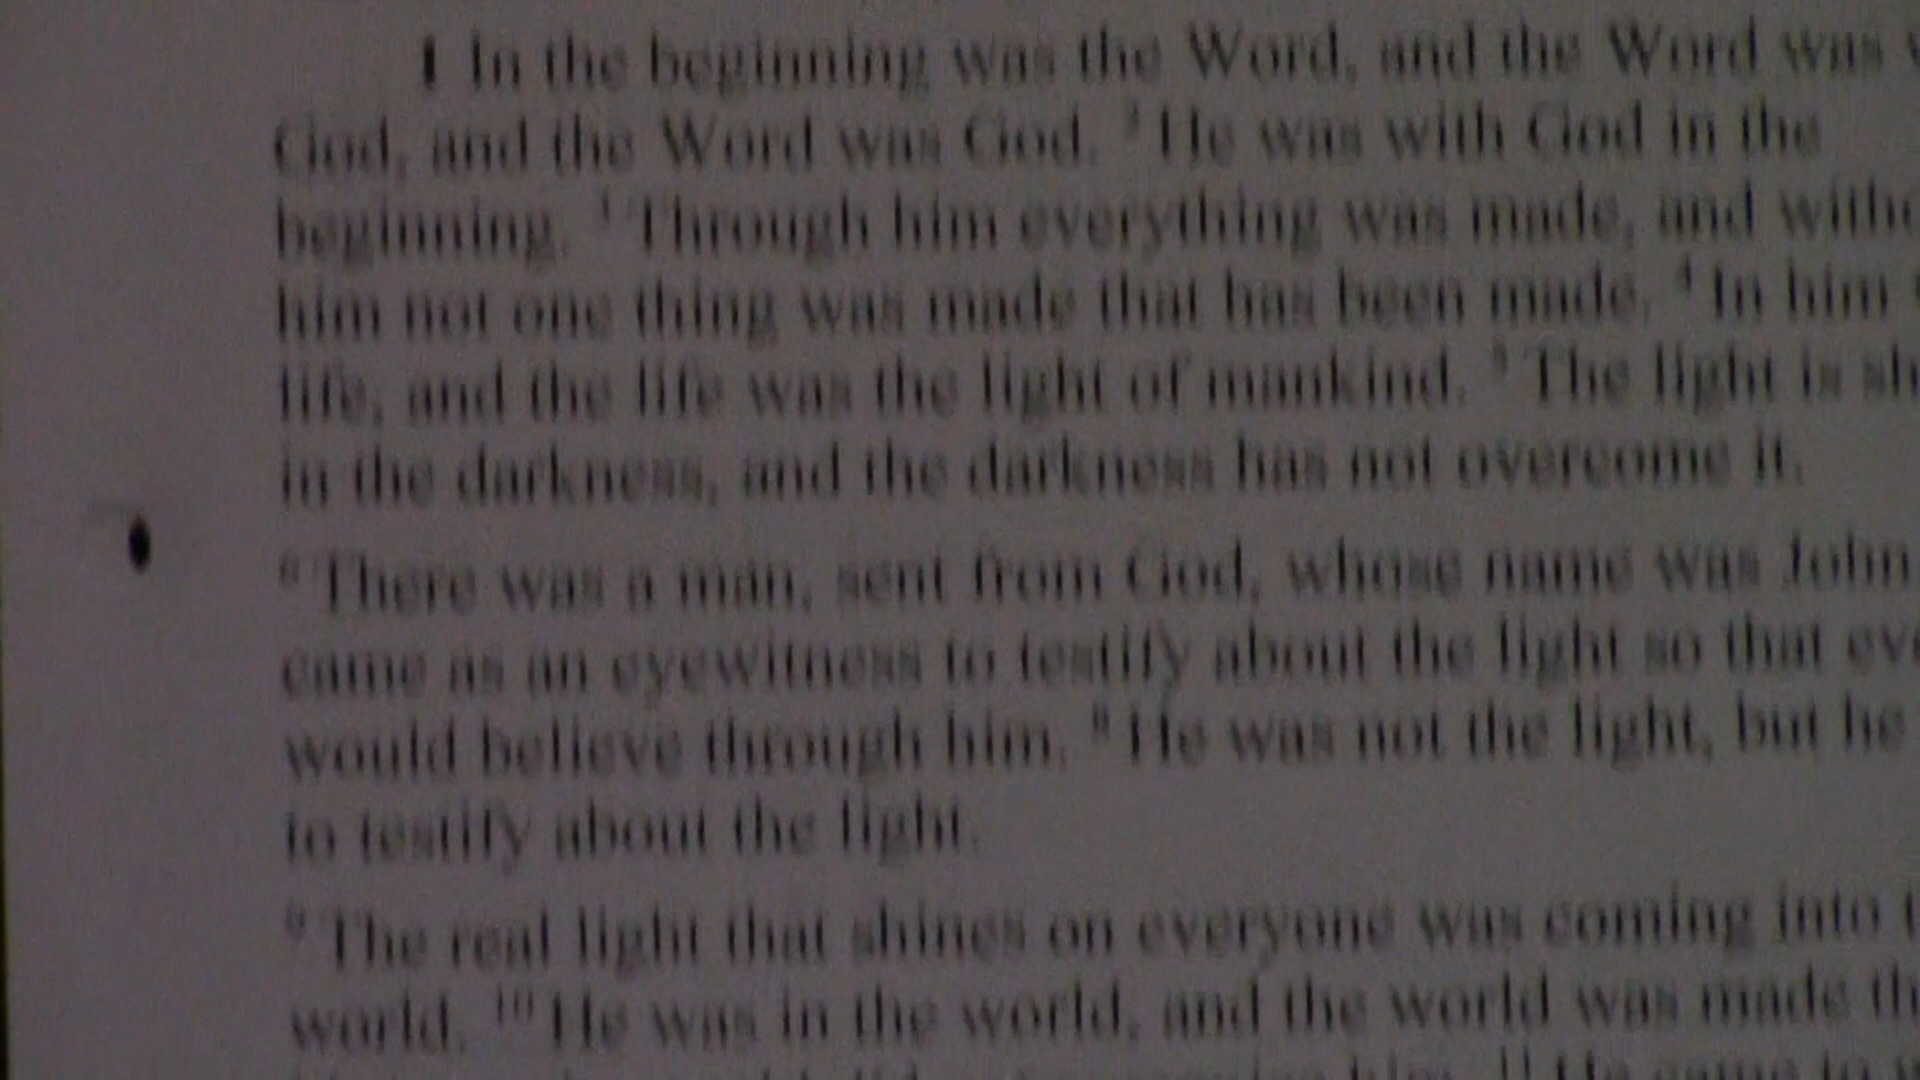 1 In the beginning was the Word, and the Word was
God, and the Word was God. 2 He was with God in the
beginning. 3 Through him everything was made, and
him not one thing was made that has been made. 4 In him
life, and the life was the light of mankind. 5 The light is
in the darkness, and the darkness has not overcome it.
6 There was a man, sent from God, whose name was John
came as an eyewitness to testify about the light so that
would believe through him. 8 He was not the light, but he
to testify about the light.
9 The real light that shines on everyone was coming into
world. 10 He was in the world, and the world was made
him. 11 He came to